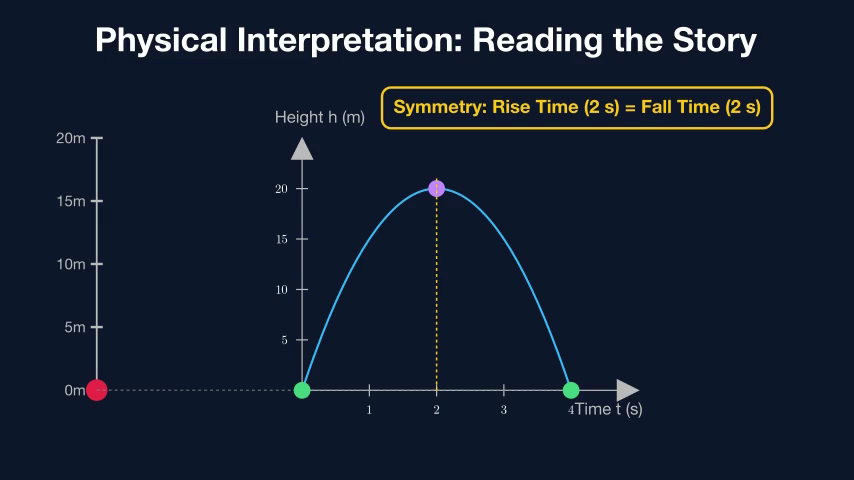 Physical Interpretation: Reading the Story
Symmetry: Rise Time (2 s) = Fall Time (2 s)
Height h (m)
20m
15m
10m
5m
0m
20
15
10
5
1
2
3
4
Time t (s)